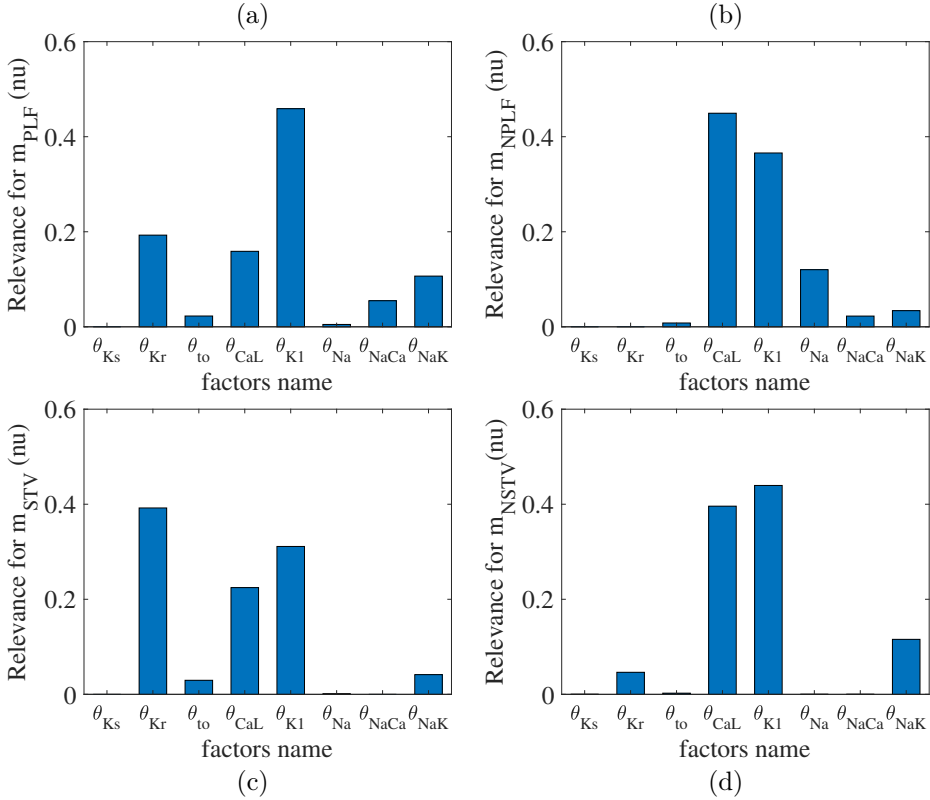 (a)
(b)
Relevance for m_PLF (nu)
0.6
0.4
0.2
0
θ_Ks θ_Kr θ_to θ_CaL θ_K1 θ_Na θ_NaCa θ_NaK
factors name
Relevance for m_NPLF (nu)
0.6
0.4
0.2
0
θ_Ks θ_Kr θ_to θ_CaL θ_K1 θ_Na θ_NaCa θ_NaK
factors name
Relevance for m_STV (nu)
0.6
0.4
0.2
0
θ_Ks θ_Kr θ_to θ_CaL θ_K1 θ_Na θ_NaCa θ_NaK
factors name
(c)
Relevance for m_NSTV(nu)
0.6
0.4
0.2
0
θ_Ks θ_Kr θ_to θ_CaL θ_K1 θ_Na θ_NaCa θ_NaK
factors name
(d)